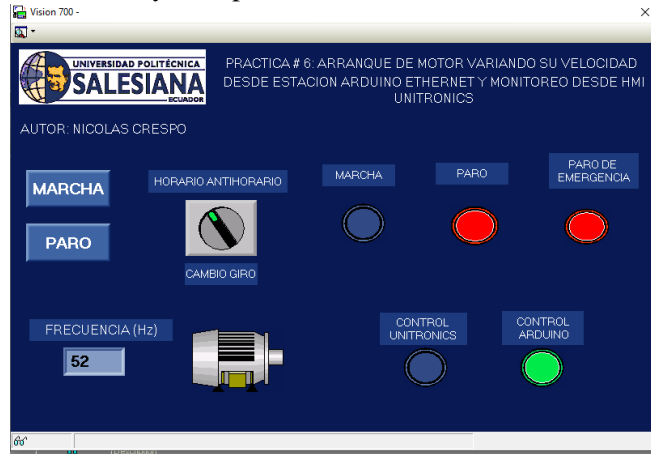 Vision 700 -
UNIVERSIDAD POLITÉCNICA
SALESIANA
ECUADOR
PRACTICA # 6: ARRANQUE DE MOTOR VARIANDO SU VELOCIDAD
DESDE ESTACION ARDUINO ETHERNET Y MONITOREO DESDE HMI
UNITRONICS
AUTOR: NICOLAS CRESPO
MARCHA
PARO
HORARIO ANTIHORARIO
CAMBIO GIRO
MARCHA
PARO
PARO DE
EMERGENCIA
FRECUENCIA (Hz)
52
CONTROL
UNITRONICS
CONTROL
ARDUINO